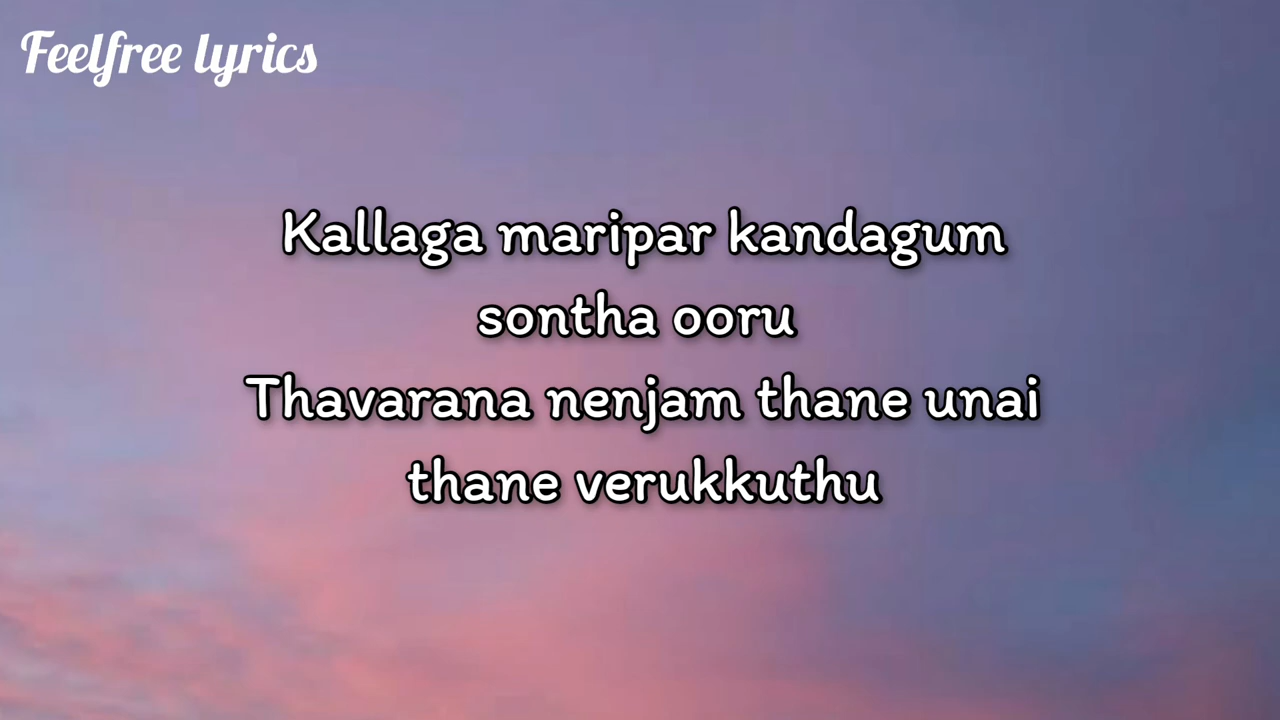 Feelfree lyrics
Kallaga maripar kandagum
sontha ooru
Thavarana nenjam thane unai
thane verukkuthu